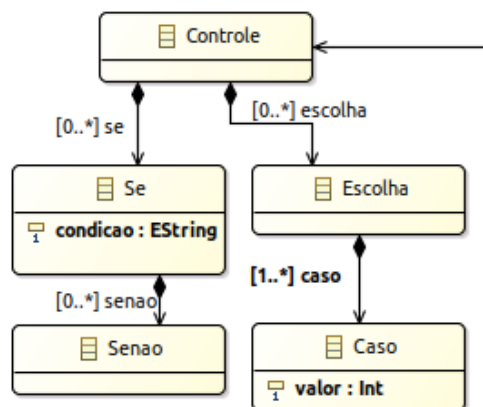 Controle
[0..*] se
[0..*] escolha
Se
condicao : EString
Escolha
[0..*] senao
[1..*] caso
Senao
Caso
valor : Int